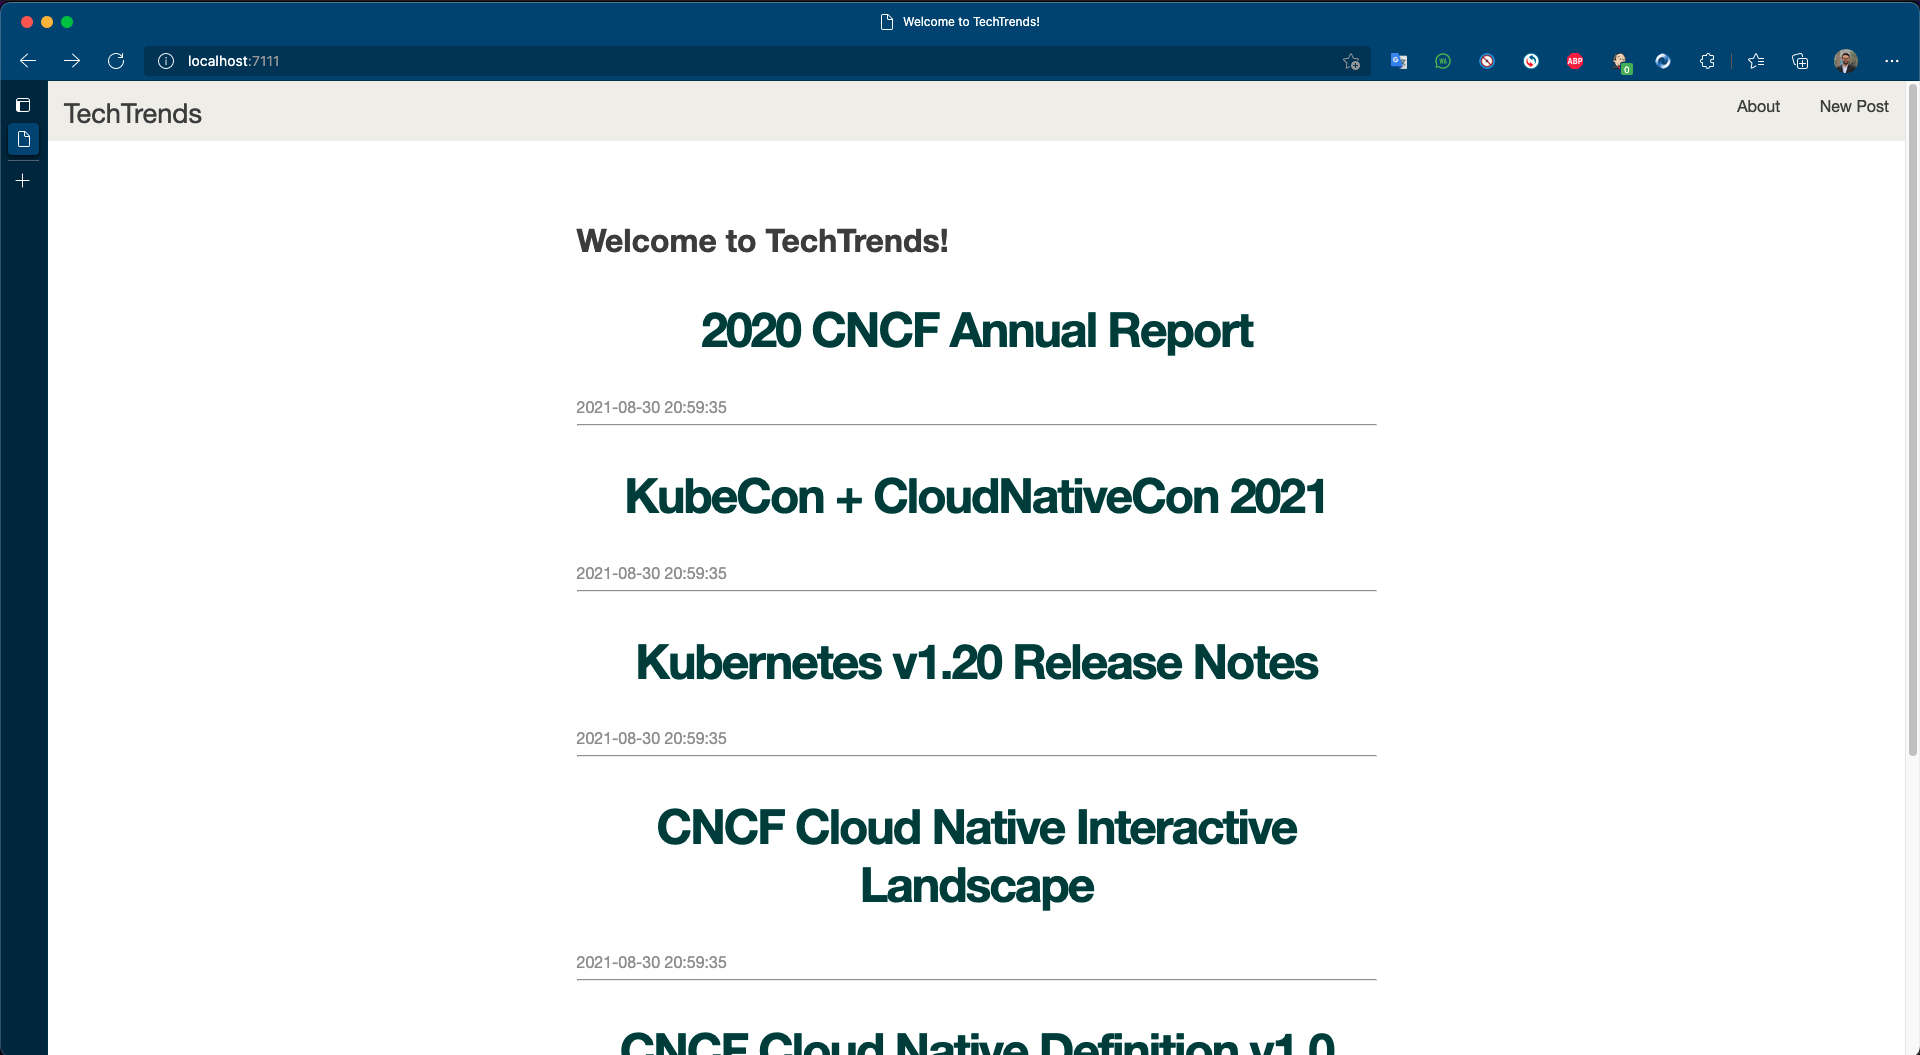 Welcome to TechTrends!
localhost:7111
ABP
0
TechTrends
About
New Post
Welcome to TechTrends!
2020 CNCF Annual Report
2021-08-30 20:59:35
KubeCon + CloudNativeCon 2021
2021-08-30 20:59:35
Kubernetes v1.20 Release Notes
2021-08-30 20:59:35
CNCF Cloud Native Interactive
Landscape
2021-08-30 20:59:35
CNCF Cloud Native Definition v1.0